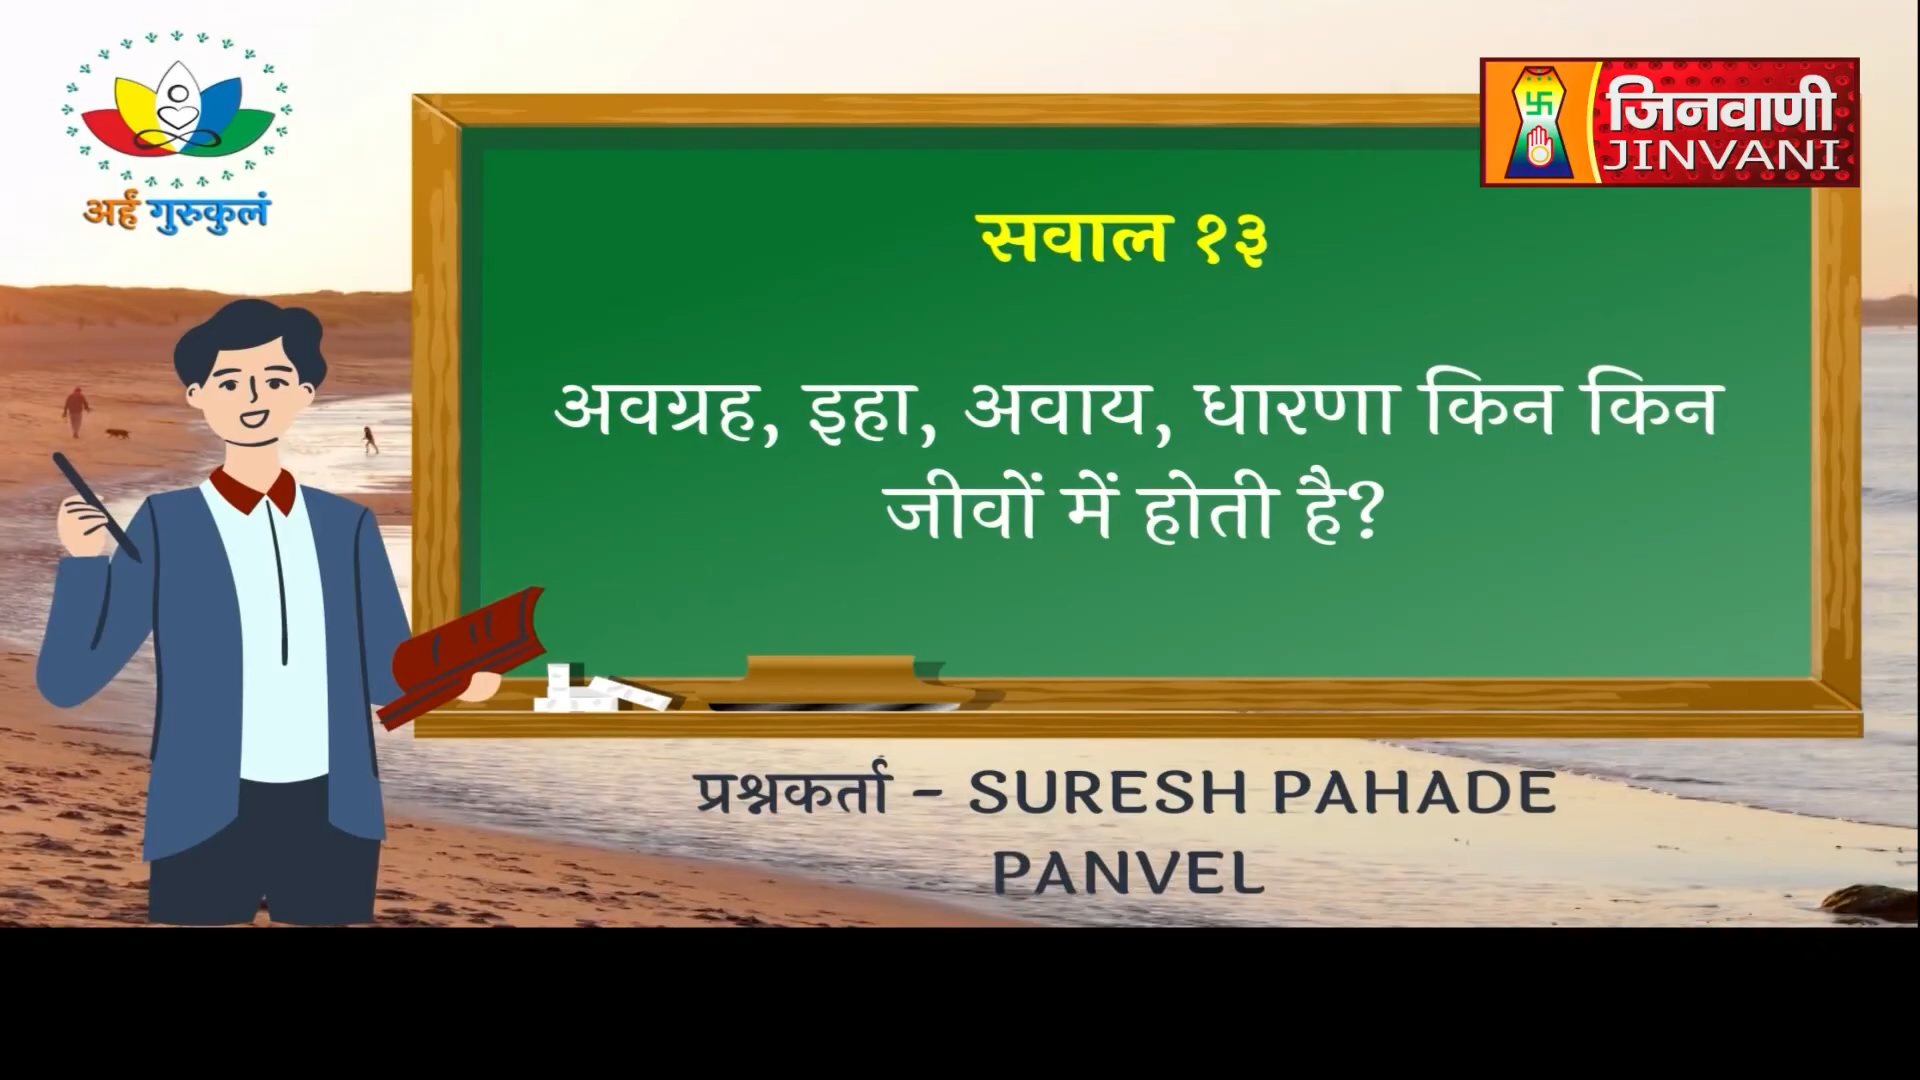 अर्हं गुरुकुलं
जिनवाणी
JINVANI
सवाल १३
अवग्रह, इहा, अवाय, धारणा किन किन
जीवों में होती है?
प्रश्नकर्ता - SURESH PAHADE
PANVEL